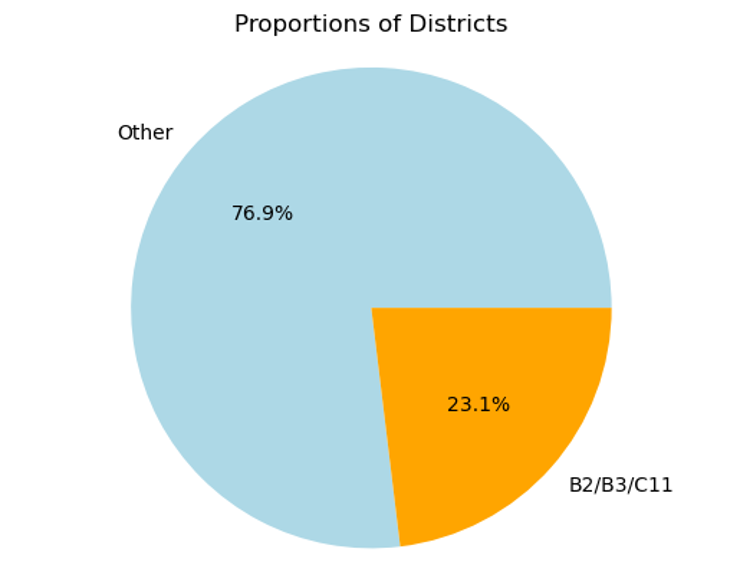 Proportions of Districts
Other
76.9%
23.1%
B2/B3/C11